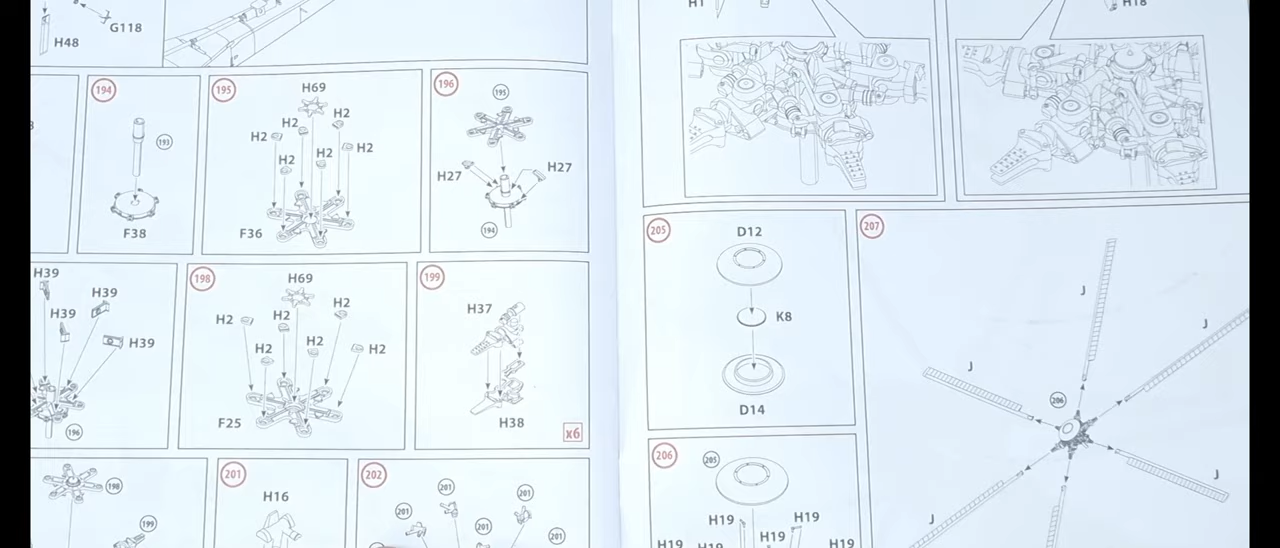 G118
H48
194
193
F38
195
H69
H2
H2
H2
H2
H2
H2
F36
196
195
H27
H27
194
H39
H39
H39
H39
196
198
H69
H2
H2
H2
H2
H2
H2
F25
199
H37
H38
x6
198
199
201
H16
202
201
201
201
201
201
H1
H18
205
D12
K8
D14
206
205
H19
H19
H19
H19
H19
H19
207
J
J
J
206
J
J